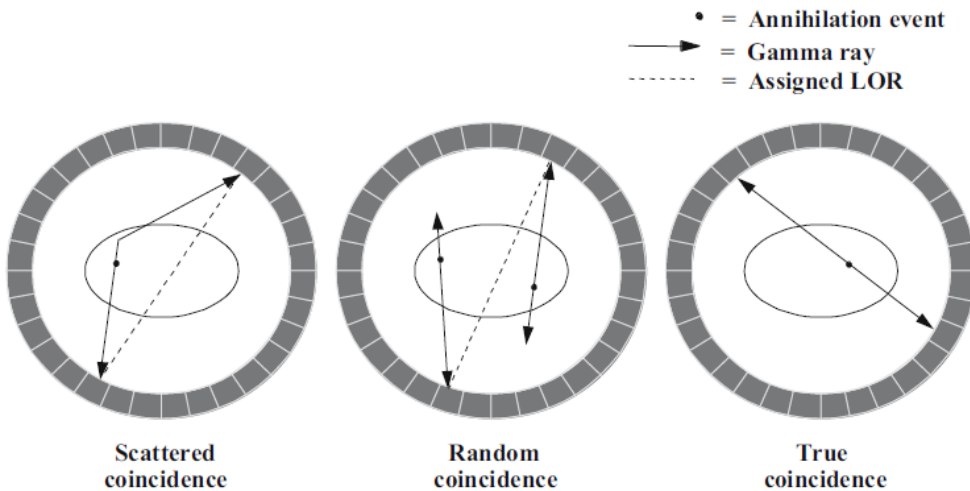 = Annihilation event
= Gamma ray
= Assigned LOR
Scattered
coincidence
Random
coincidence
True
coincidence